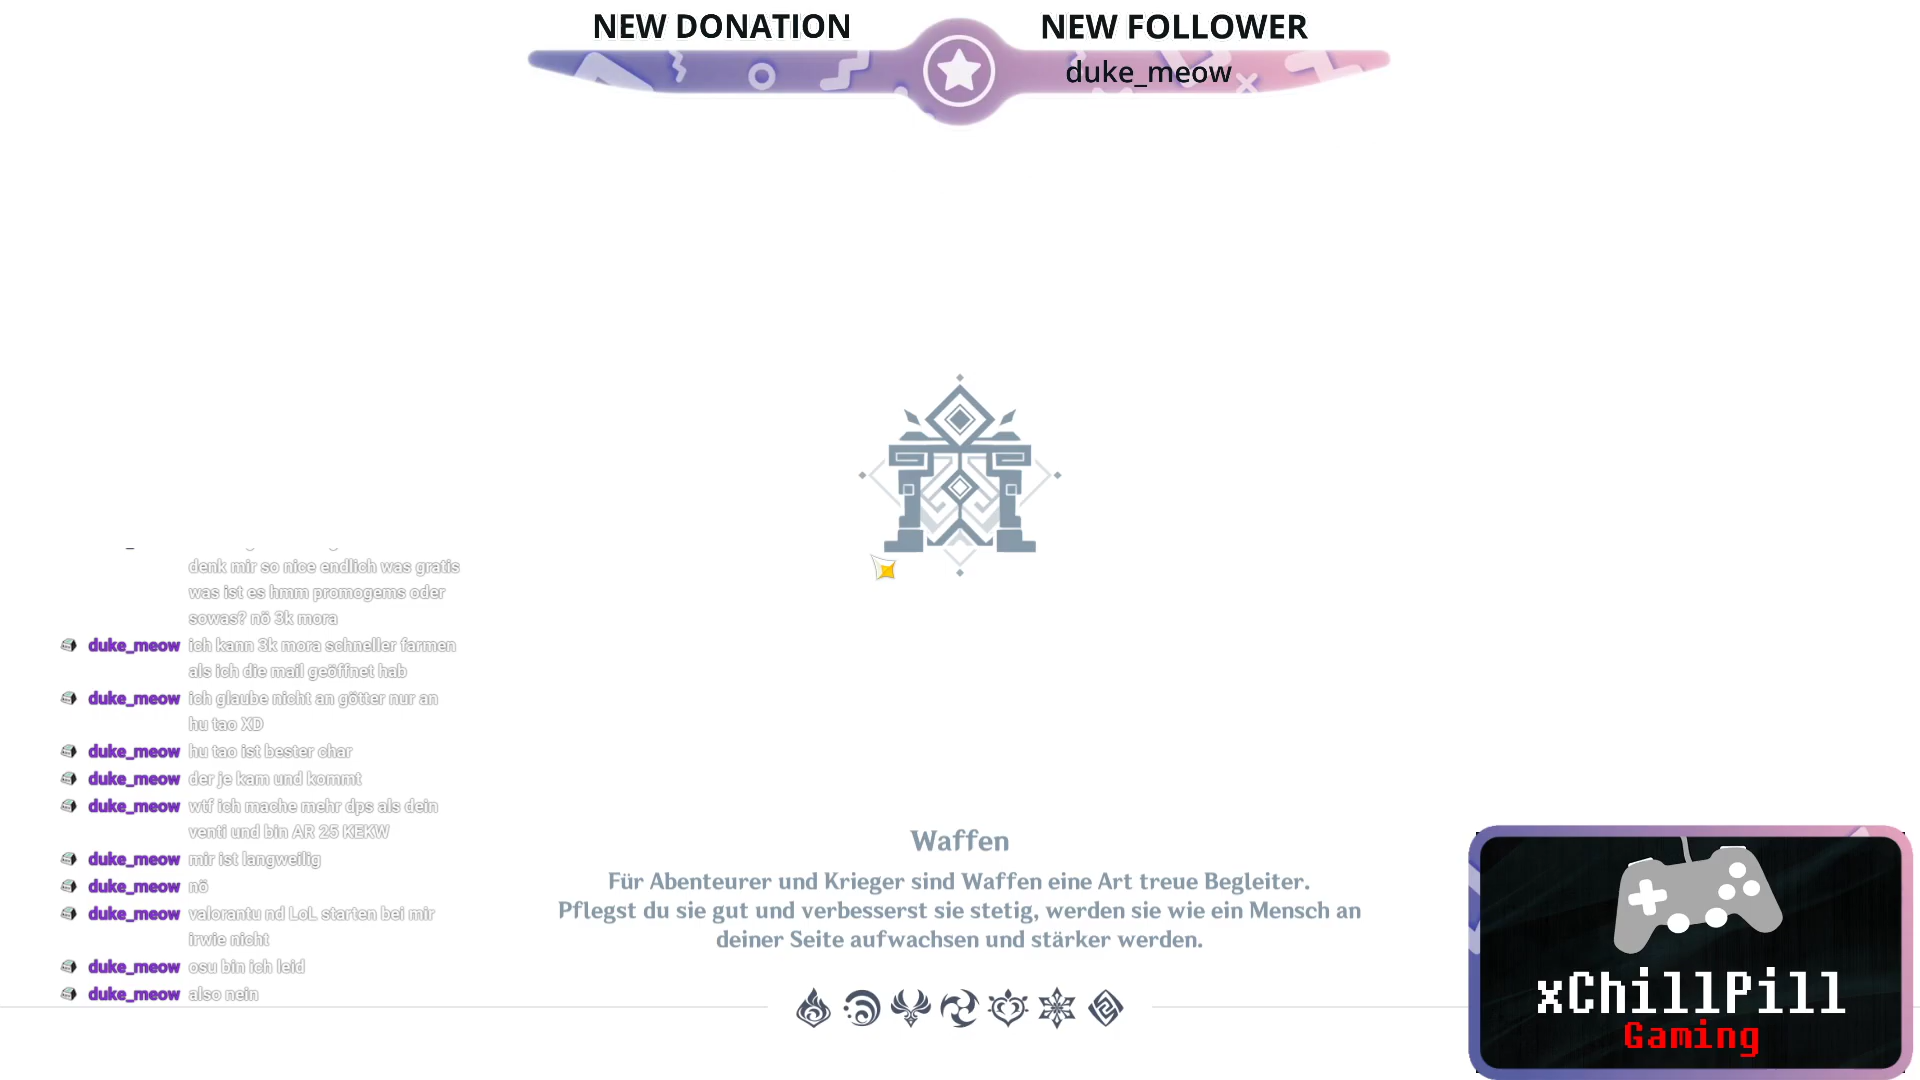 NEW DONATION
NEW FOLLOWER
duke_meow
denk mir so nice endlich was gratis
was ist es hmm promogems oder
sowas? nö 3k mora
duke_meow ich kann 3k mora schneller farmen
als ich die mail geöffnet hab
duke_meow ich glaube nicht an götter nur an
hu tao XD
duke_meow hu tao ist bester char
duke_meow der je kam und kommt
duke_meow wtf ich mache mehr dps als dein
venti und bin AR 25 KEKW
duke_meow mir ist langweilig
duke_meow nö
duke_meow valorantu nd LoL starten bei mir
irwie nicht
duke_meow osu bin ich leid
duke_meow also nein
Waffen
Für Abenteurer und Krieger sind Waffen eine Art treue Begleiter.
Pflegst du sie gut und verbesserst sie stetig, werden sie wie ein Mensch an
deiner Seite aufwachsen und stärker werden.
xChillPill
Gaming